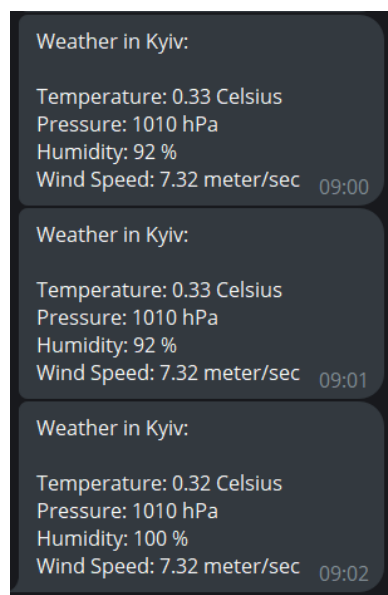 Weather in Kyiv:
Temperature: 0.33 Celsius
Pressure: 1010 hPa
Humidity: 92 %
Wind Speed: 7.32 meter/sec 09:00
Weather in Kyiv:
Temperature: 0.33 Celsius
Pressure: 1010 hPa
Humidity: 92 %
Wind Speed: 7.32 meter/sec 09:01
Weather in Kyiv:
Temperature: 0.32 Celsius
Pressure: 1010 hPa
Humidity: 100 %
Wind Speed: 7.32 meter/sec 09:02